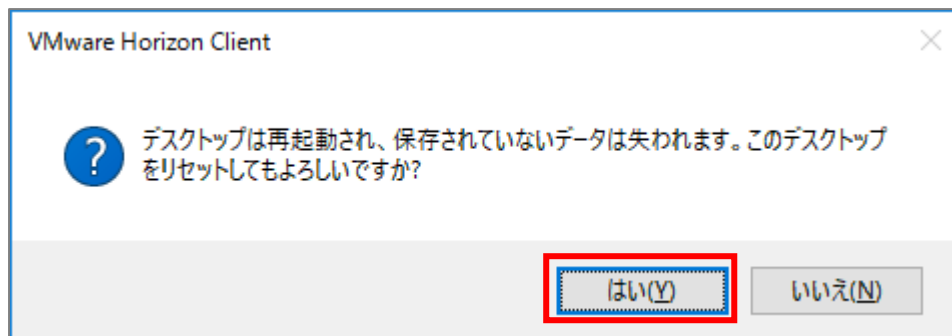 VMware Horizon Client
デスクトップは再起動され、保存されていないデータは失われます。このデスクトップ
をリセットしてもよろしいですか?
はい(Y)
いいえ(N)